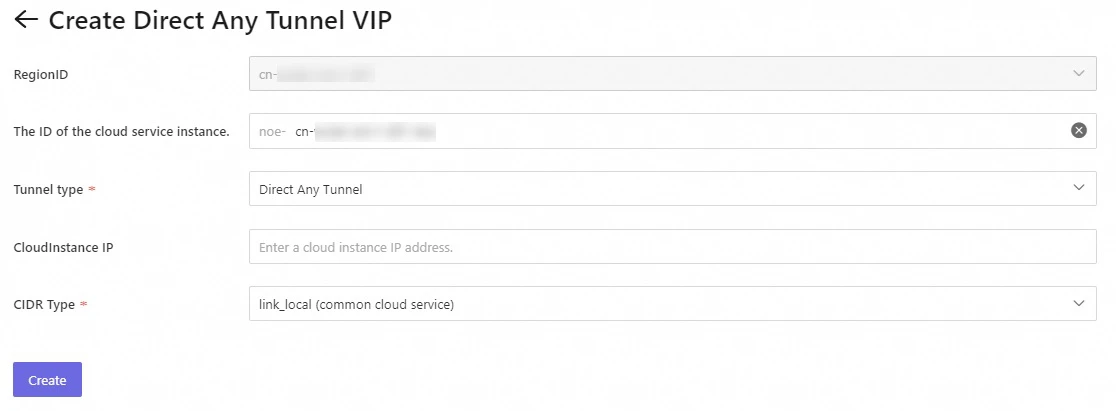 Create Direct Any Tunnel VIP
RegionID
cn-
The ID of the cloud service instance.
noe- cn-
Tunnel type *
Direct Any Tunnel
CloudInstance IP
Enter a cloud instance IP address.
CIDR Type *
link_local (common cloud service)
Create